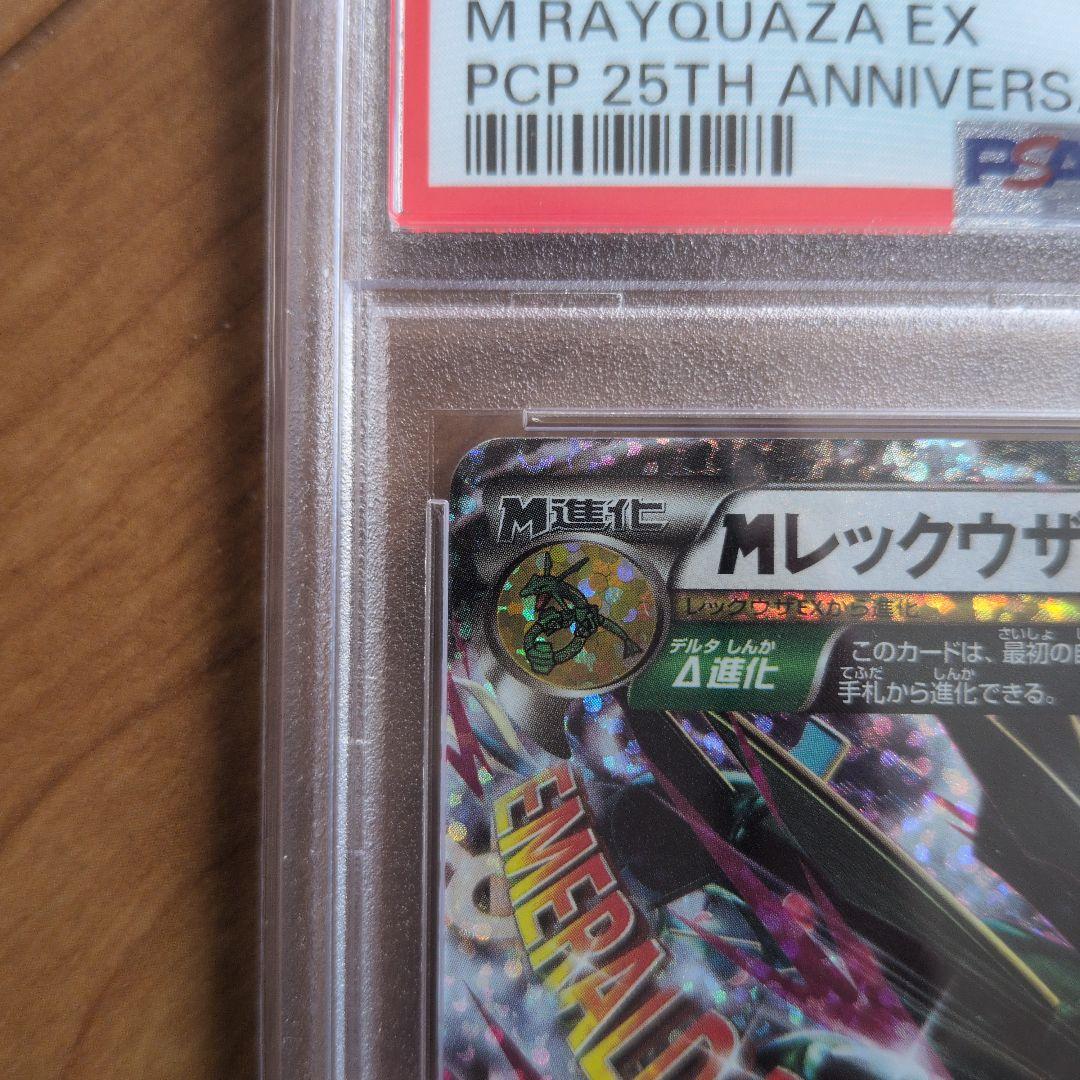 M RAYQUAZA EX
PCP 25TH ANNIVERS
PSA
M進化
Mレックウザ
レックウザEXから進化
デルタ しんか
Δ進化
さいしょ
このカードは、最初の
てふだ しんか
手札から進化できる。
EMERALD